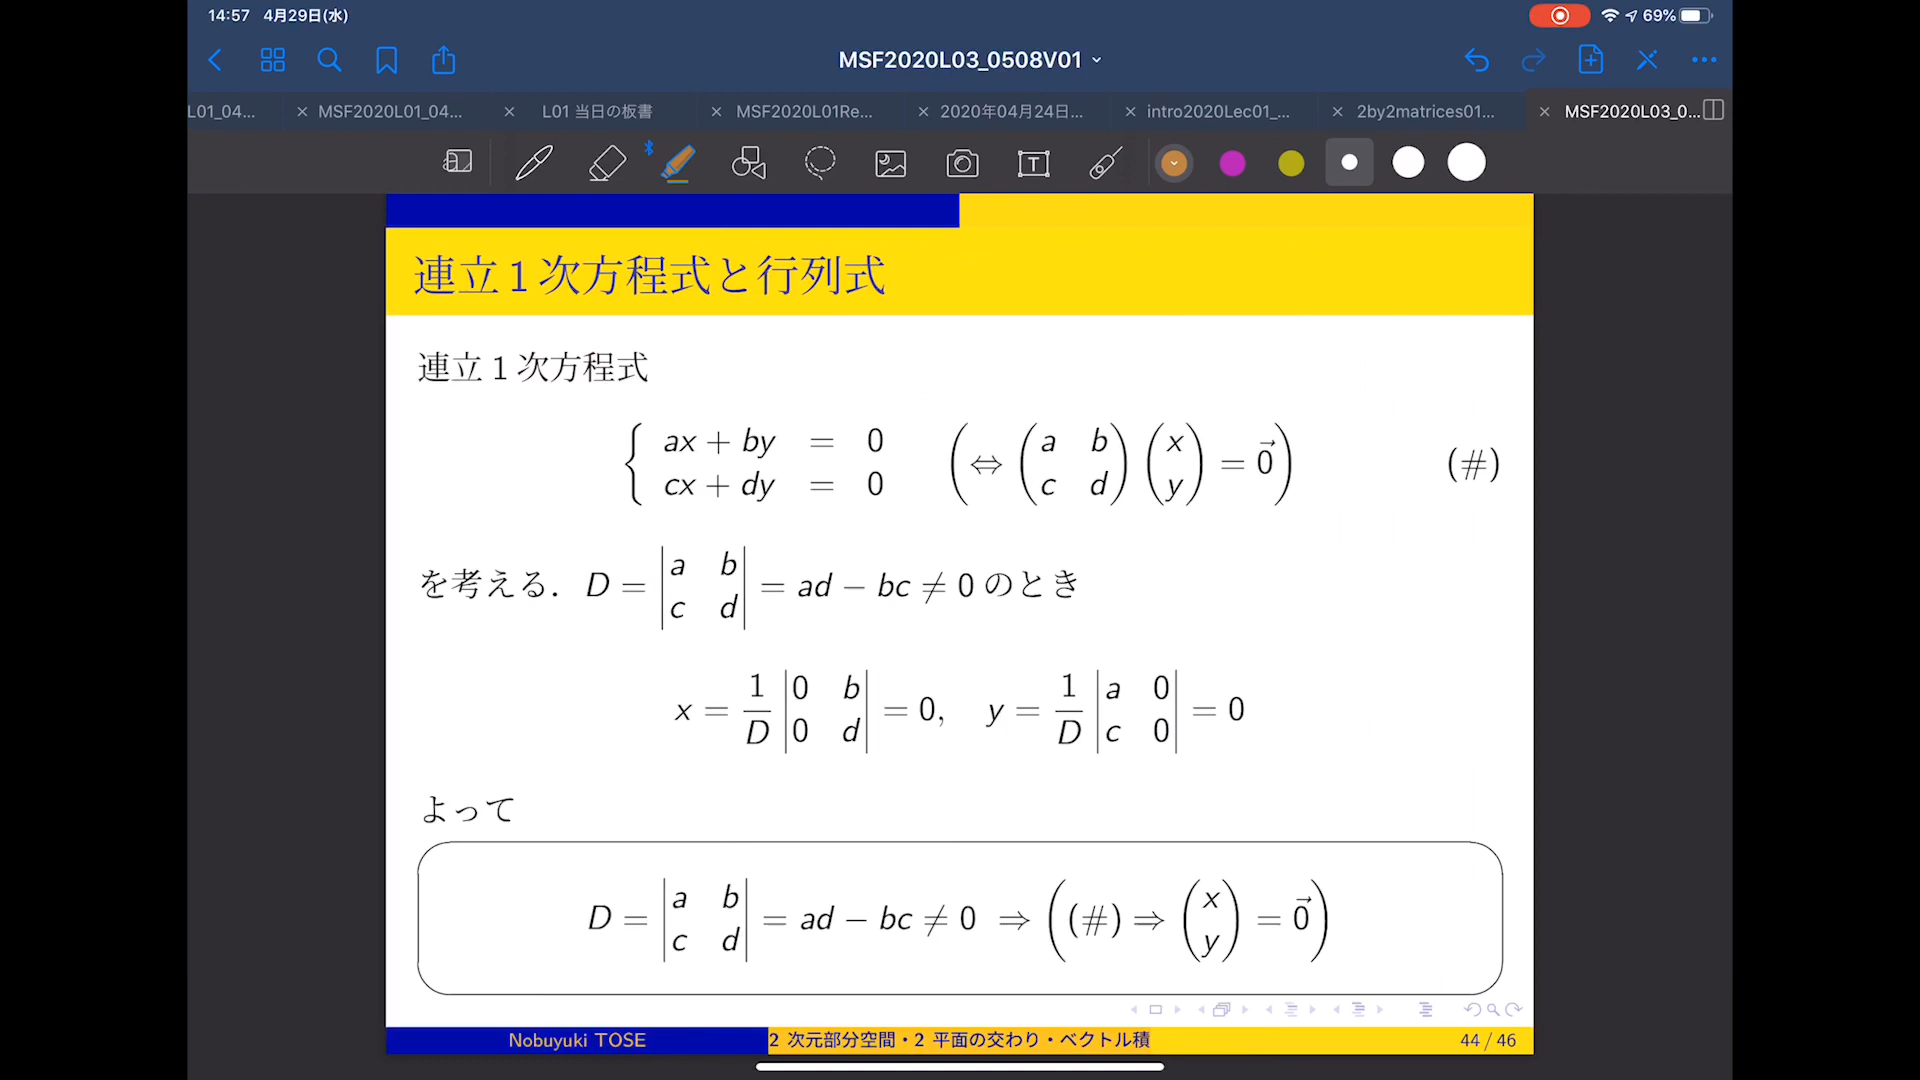 14:57 4月29日(水)
69%
MSF2020L03_0508V01
L01_04... × MSF2020L01_04... × L01 当日の板書 × MSF2020L01Re... × 2020年04月24日... × intro2020Lec01_... × 2by2matrices01... × MSF2020L03_0...
連立1次方程式と行列式
連立1次方程式
{ ax + by = 0
cx + dy = 0 ( ⇔ ( a b
c d ) ( x
y ) = 0⃗ ) (#)
を考える. D = | a b
c d | = ad − bc ≠ 0 のとき
x = 1/D | 0 b
0 d | = 0, y = 1/D | a 0
c 0 | = 0
よって
D = | a b
c d | = ad − bc ≠ 0 ⇒ ( (#) ⇒ ( x
y ) = 0⃗ )
Nobuyuki TOSE 2 次元部分空間・2 平面の交わり・ベクトル積 44 / 46